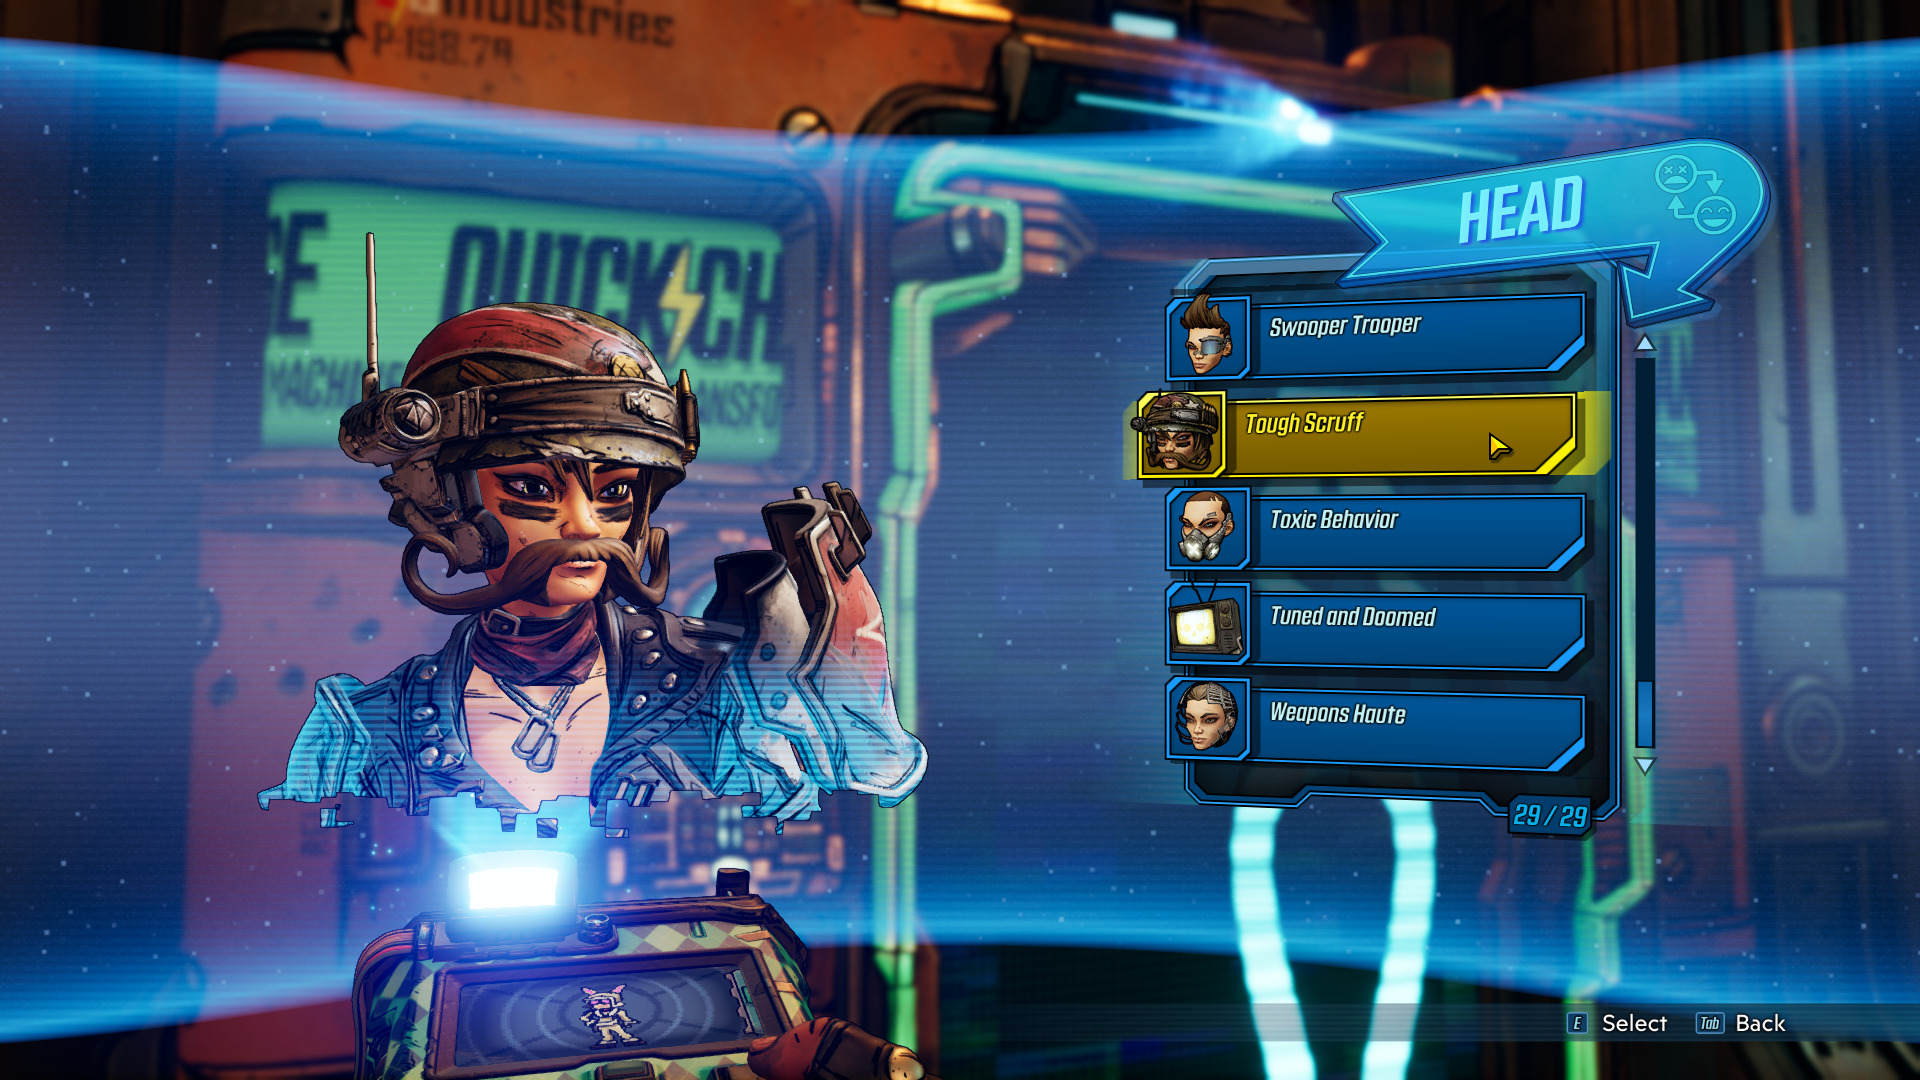 Industries
P-198.79
QUICK CH
HEAD
Swooper Trooper
Tough Scruff
Toxic Behavior
Tuned and Doomed
Weapons Haute
29 / 29
E Select Tab Back